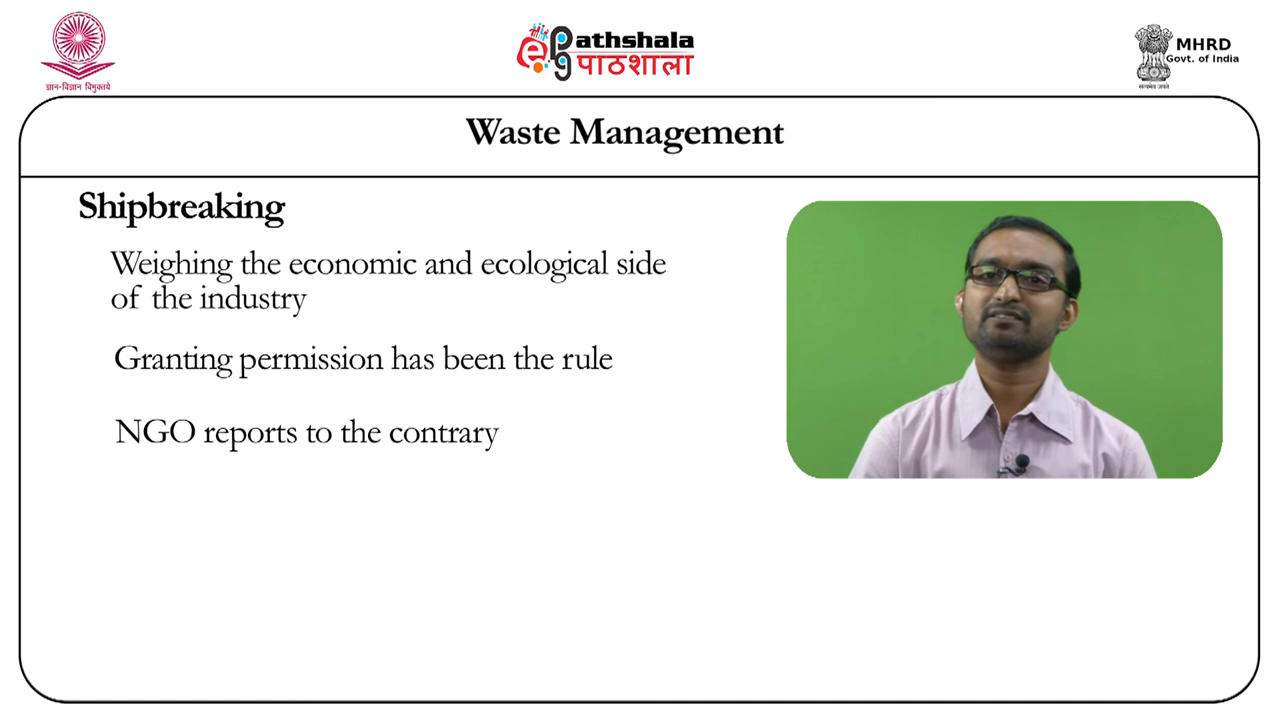 ज्ञान-विज्ञान विमुक्तये
e pg Pathshala
पाठशाला
MHRD
Govt. of India
सत्यमेव जयते
Waste Management
Shipbreaking
Weighing the economic and ecological side
of the industry
Granting permission has been the rule
NGO reports to the contrary